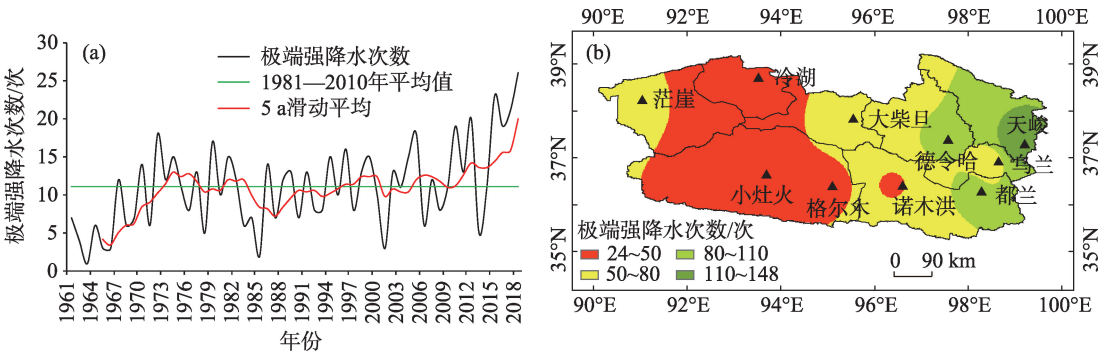 (a)
极端强降水次数
1981—2010年平均值
5 a滑动平均
极端强降水次数/次
30
25
20
15
10
5
0
1961
1964
1967
1970
1973
1976
1979
1982
1985
1988
1991
1994
1997
2000
2003
2006
2009
2012
2015
2018
年份
90°E
92°E
94°E
96°E
98°E
100°E
(b)
39°N
37°N
35°N
39°N
37°N
35°N
冷湖
茫崖
大柴旦
天峻
德令哈
乌兰
小灶火
格尔木
诺木洪
都兰
极端强降水次数/次
24~50
80~110
50~80
110~148
0 90 km
90°E
92°E
94°E
96°E
98°E
100°E